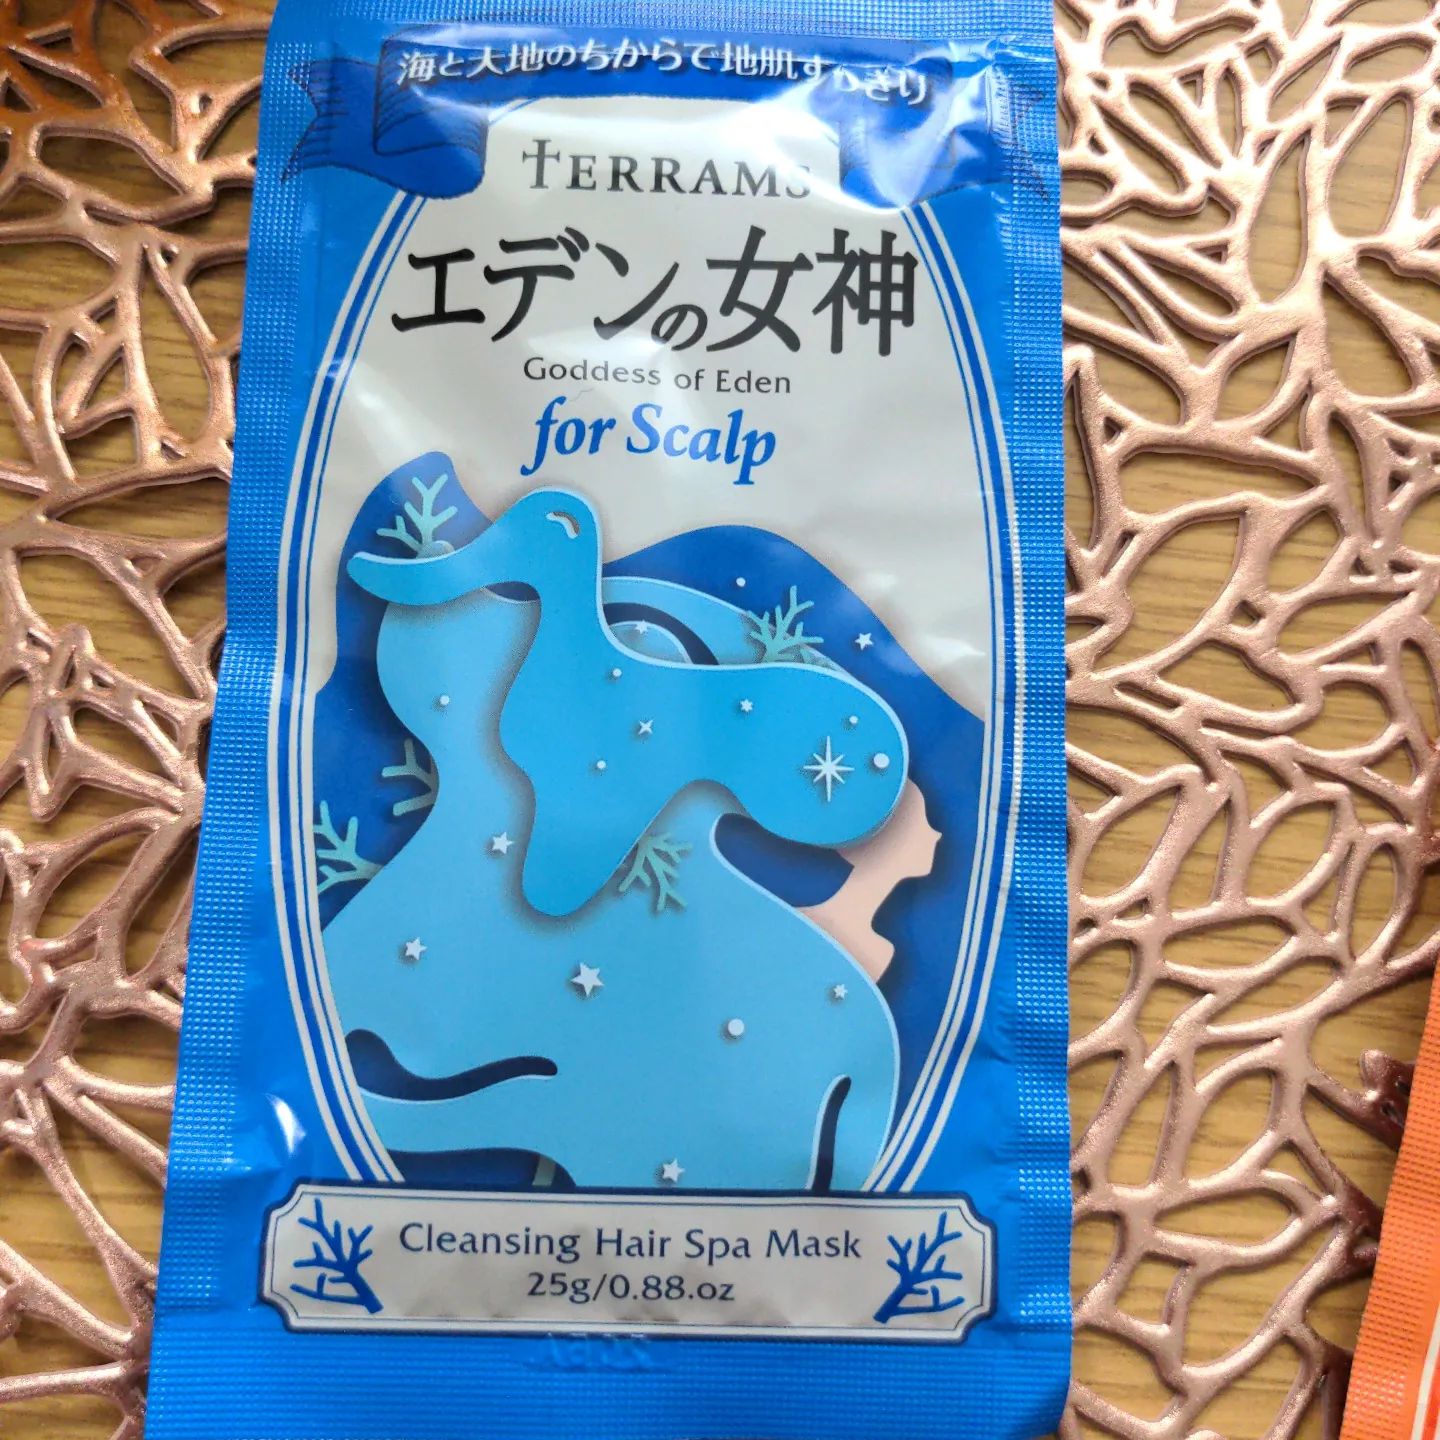 海と大地のちからで地肌すっきり
TERRAMS
エデンの女神
Goddess of Eden
for Scalp
Cleansing Hair Spa Mask
25g/0.88.oz